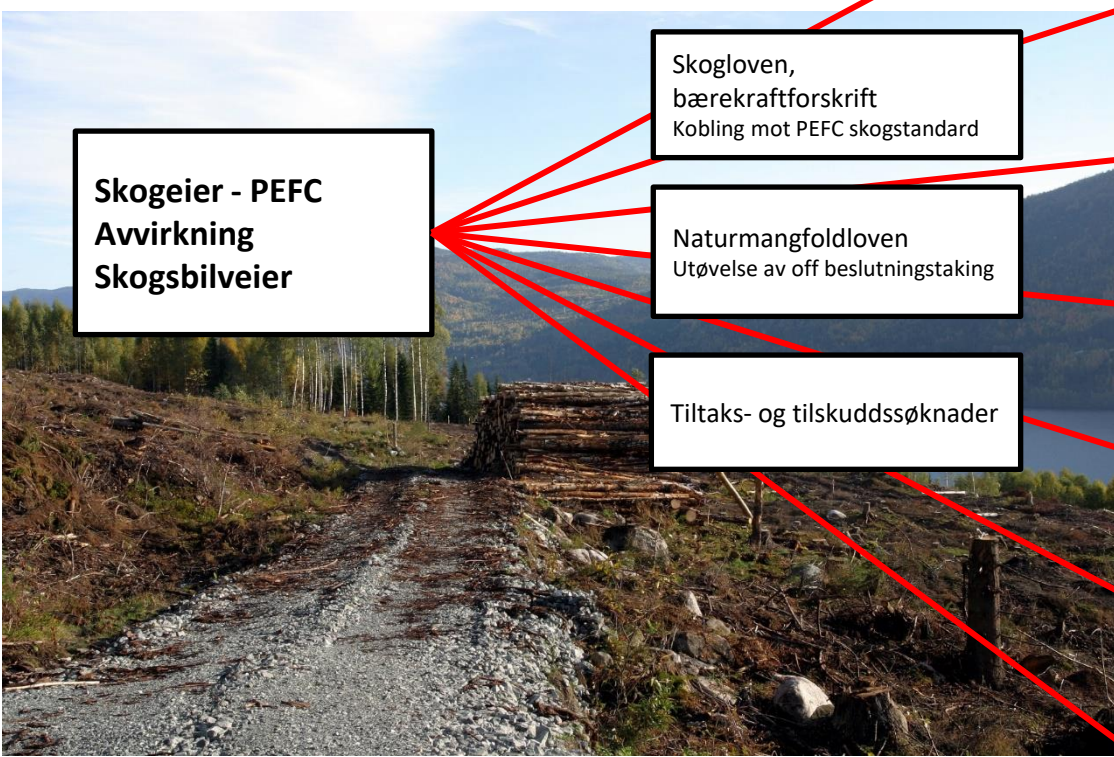 Skogeier - PEFC
Avvirkning
Skogsbilveier
Skogloven,
bærekraftforskrift
Kobling mot PEFC skogstandard
Naturmangfoldloven
Utøvelse av off beslutningstaking
Tiltaks- og tilskuddssøknader